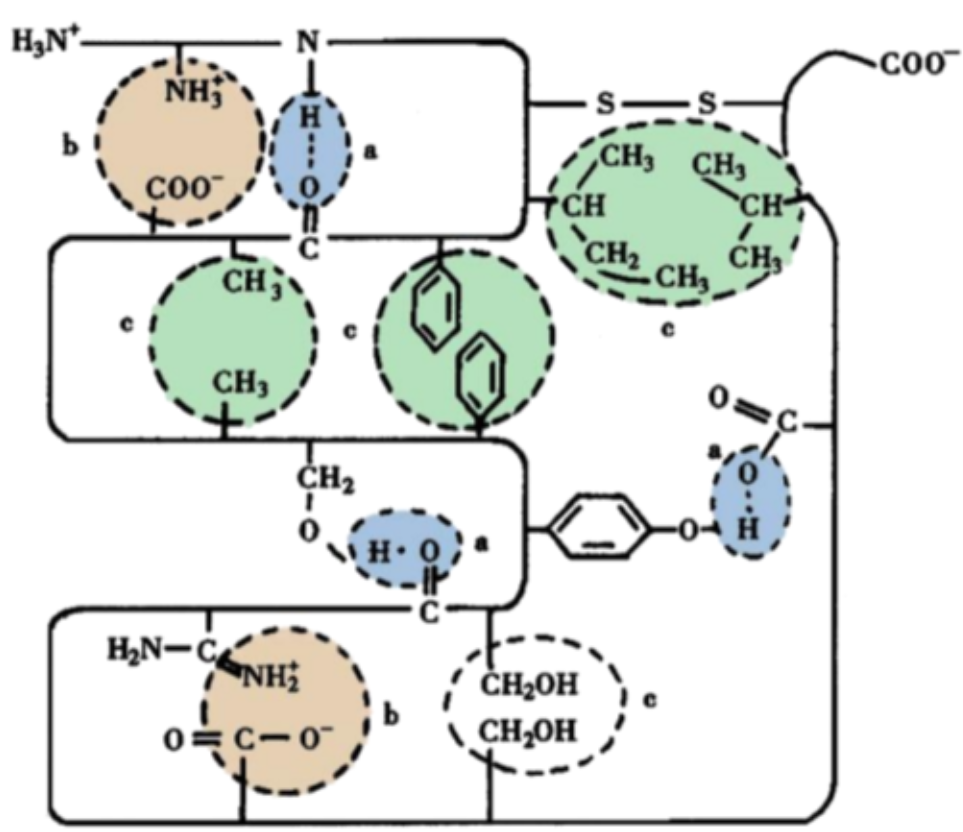 H₃N⁺ N COO⁻
NH₃⁺ H S S
b a CH₃ CH₃
COO⁻ O CH CH
C CH₂ CH₃ CH₃
CH₃ c
c c
CH₃ O C
a O
CH₂
O H · O a O H
C
H₂N C NH₂⁺ CH₂OH
b c
O C O⁻ CH₂OH